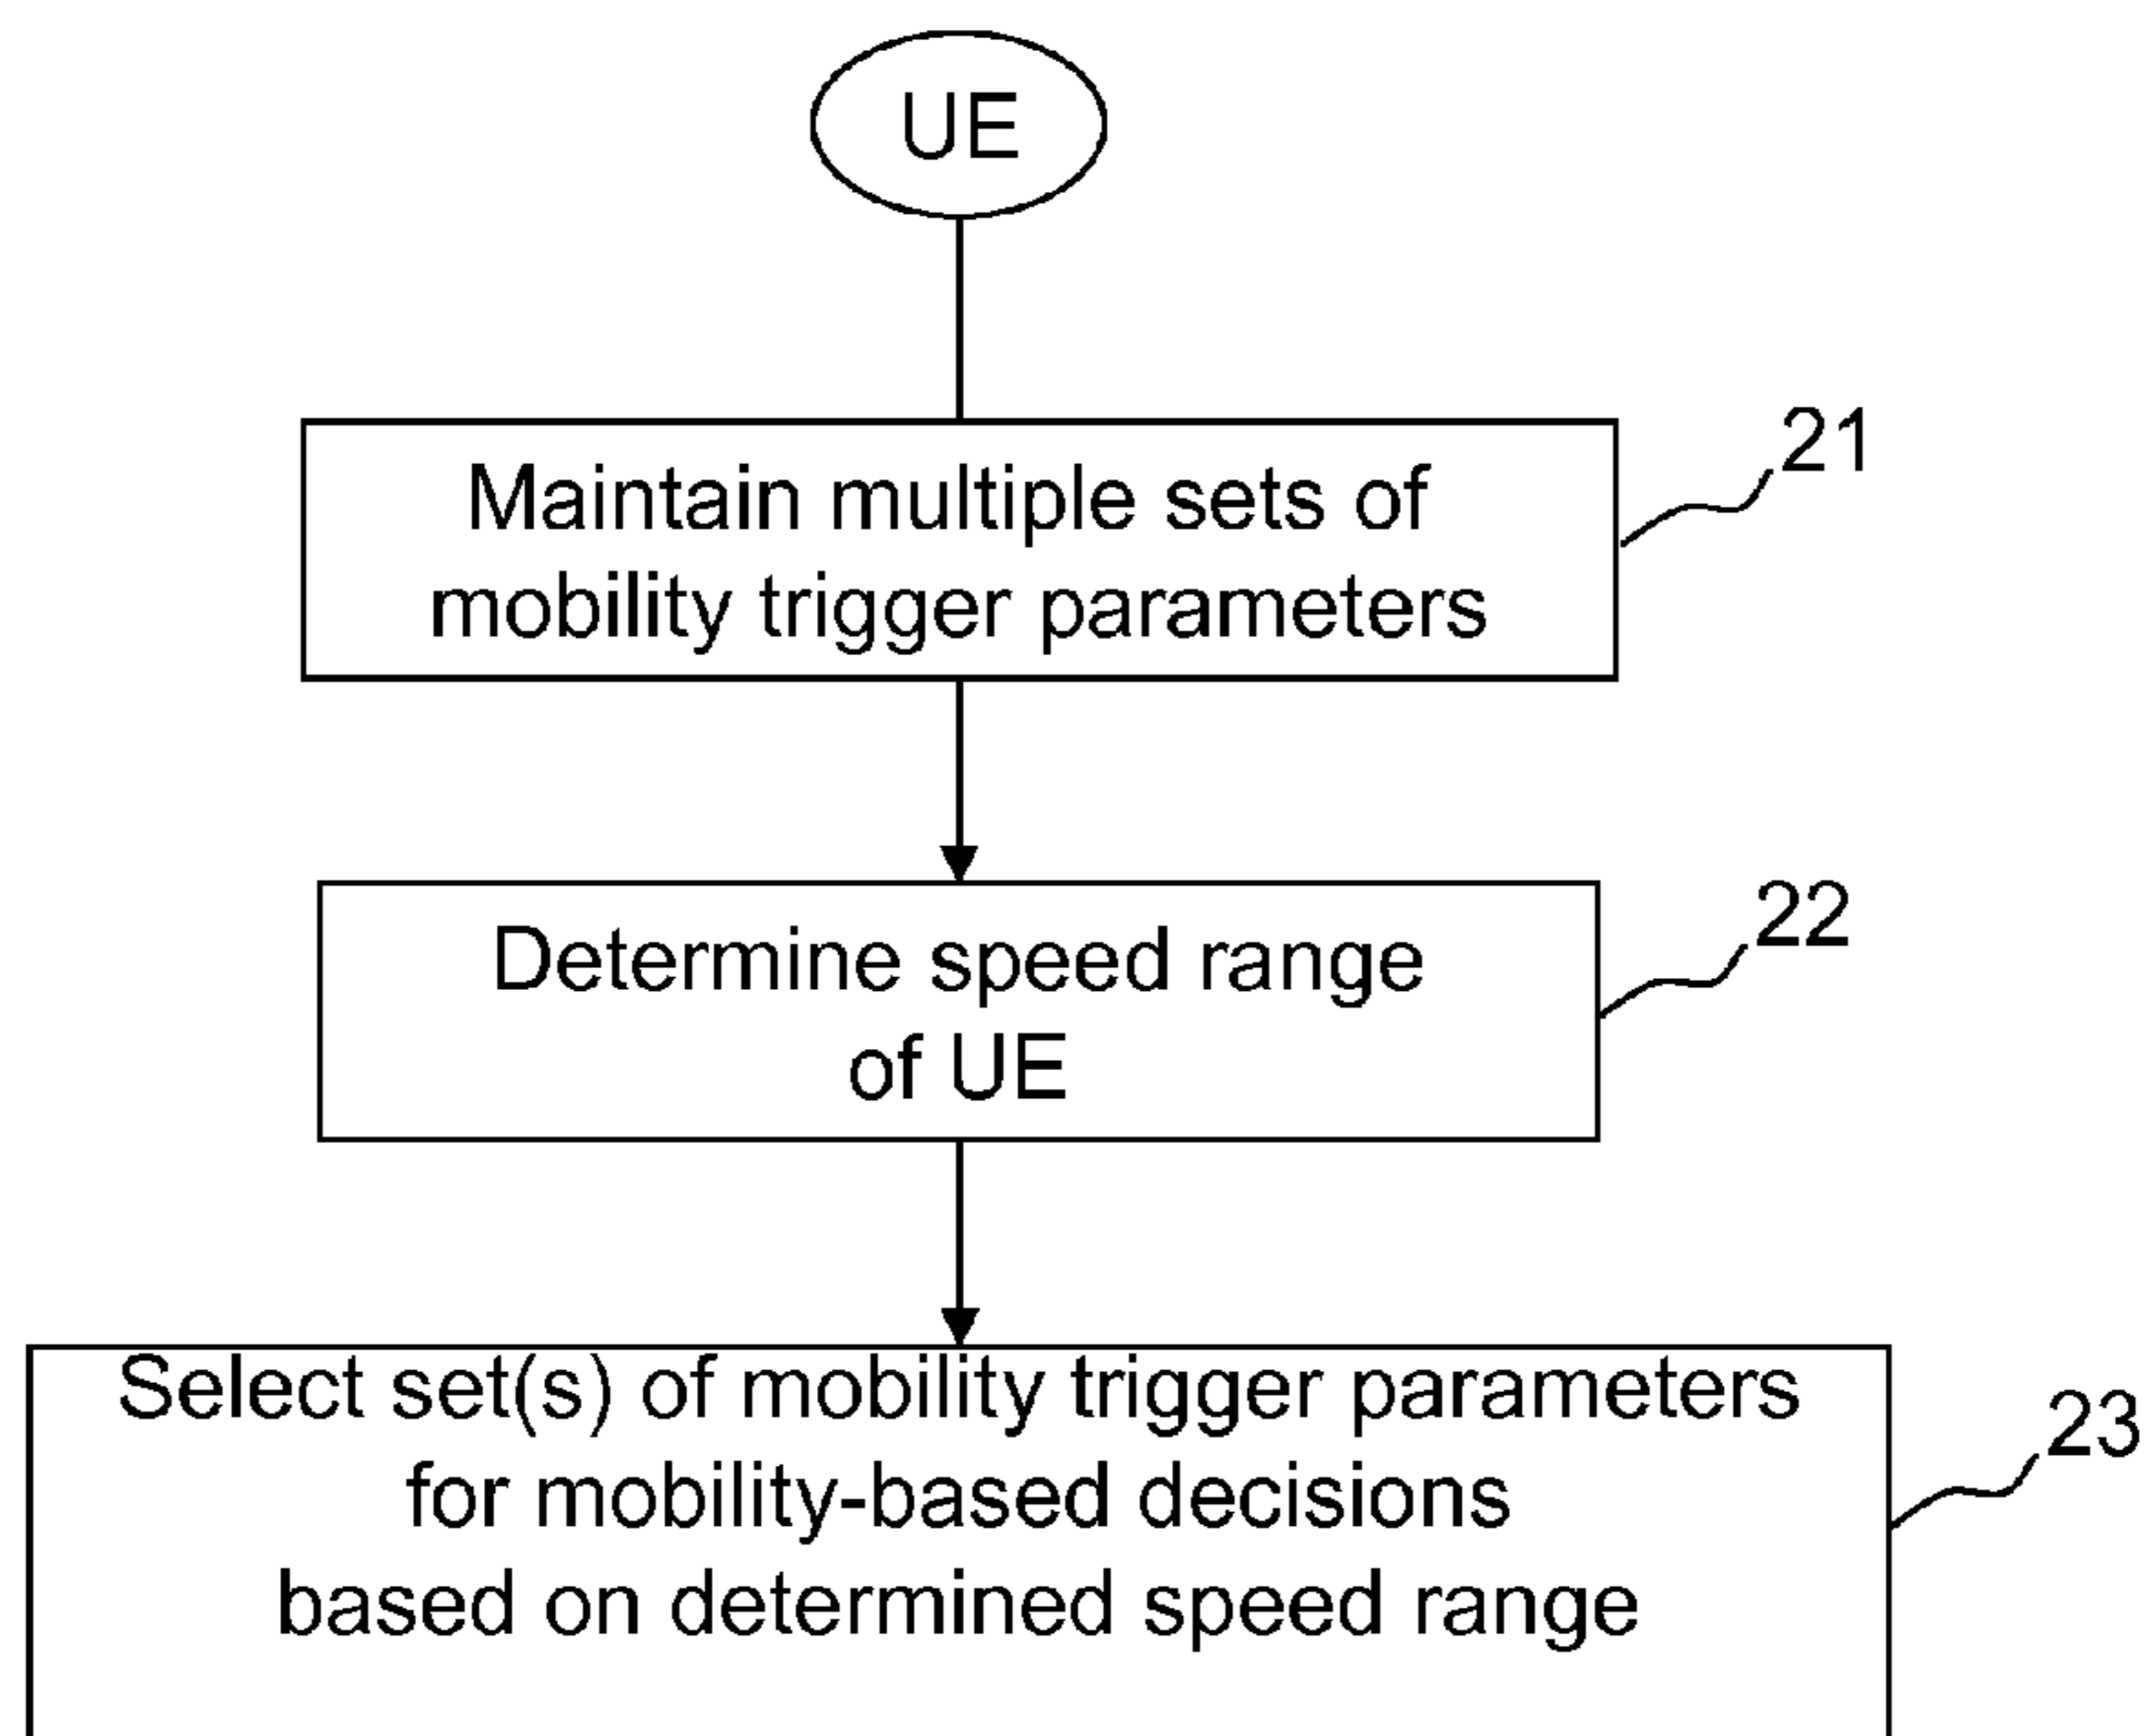 UE
Maintain multiple sets of
mobility trigger parameters
21
Determine speed range
of UE
22
Select set(s) of mobility trigger parameters
for mobility-based decisions
based on determined speed range
23